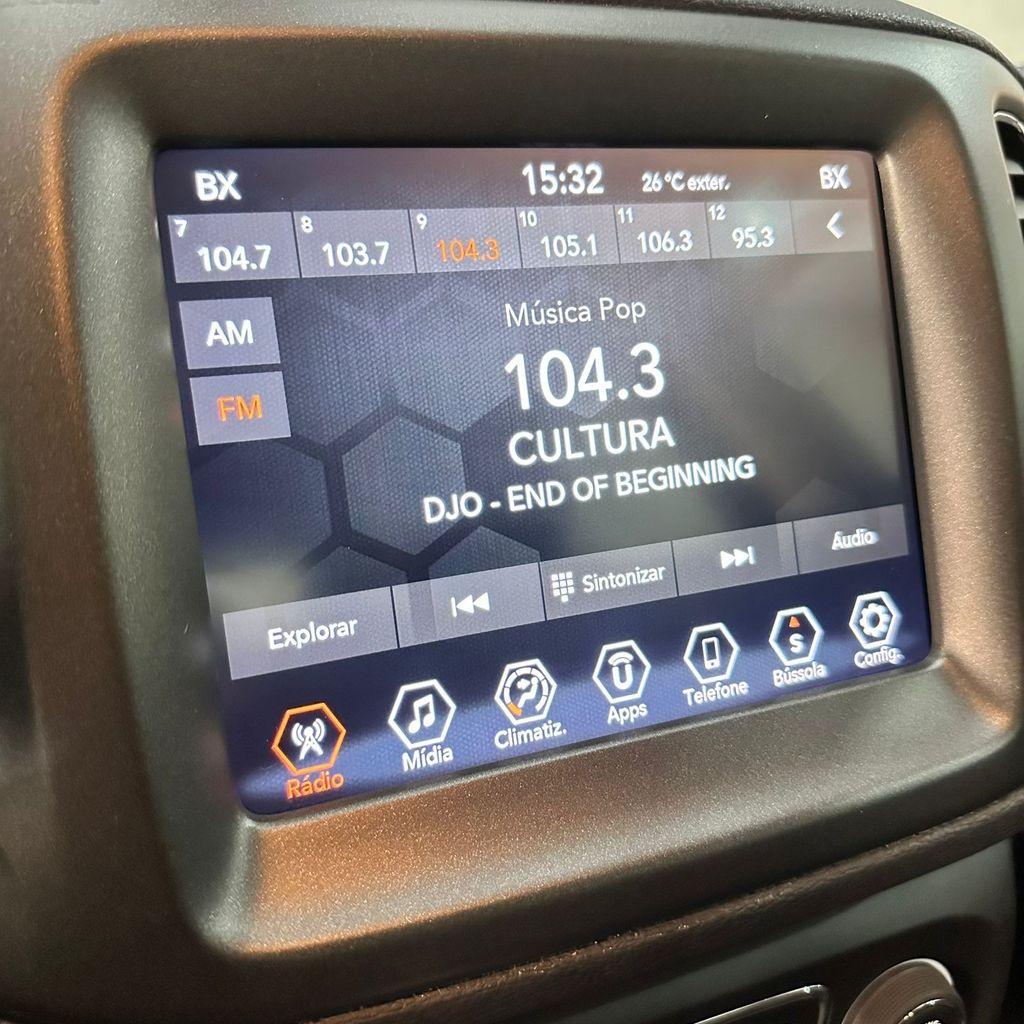 BX 15:32 26 °C exter. BX
7 104.7 8 103.7 9 104.3 10 105.1 11 106.3 12 95.3
AM
FM
Música Pop
104.3
CULTURA
DJO - END OF BEGINNING
Explorar Sintonizar Áudio
Rádio Mídia Climatiz. U Apps Telefone S Bússola Config.